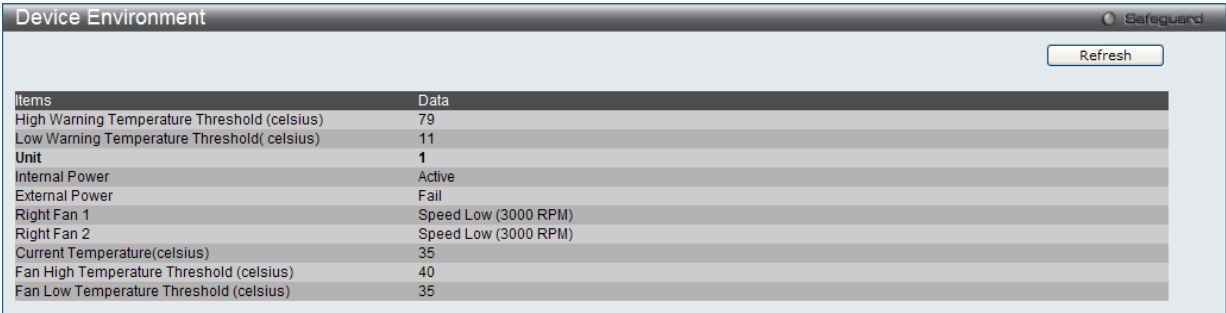 Device Environment
Safeguard
Refresh
Items Data
High Warning Temperature Threshold (celsius) 79
Low Warning Temperature Threshold( celsius) 11
Unit 1
Internal Power Active
External Power Fail
Right Fan 1 Speed Low (3000 RPM)
Right Fan 2 Speed Low (3000 RPM)
Current Temperature(celsius) 35
Fan High Temperature Threshold (celsius) 40
Fan Low Temperature Threshold (celsius) 35